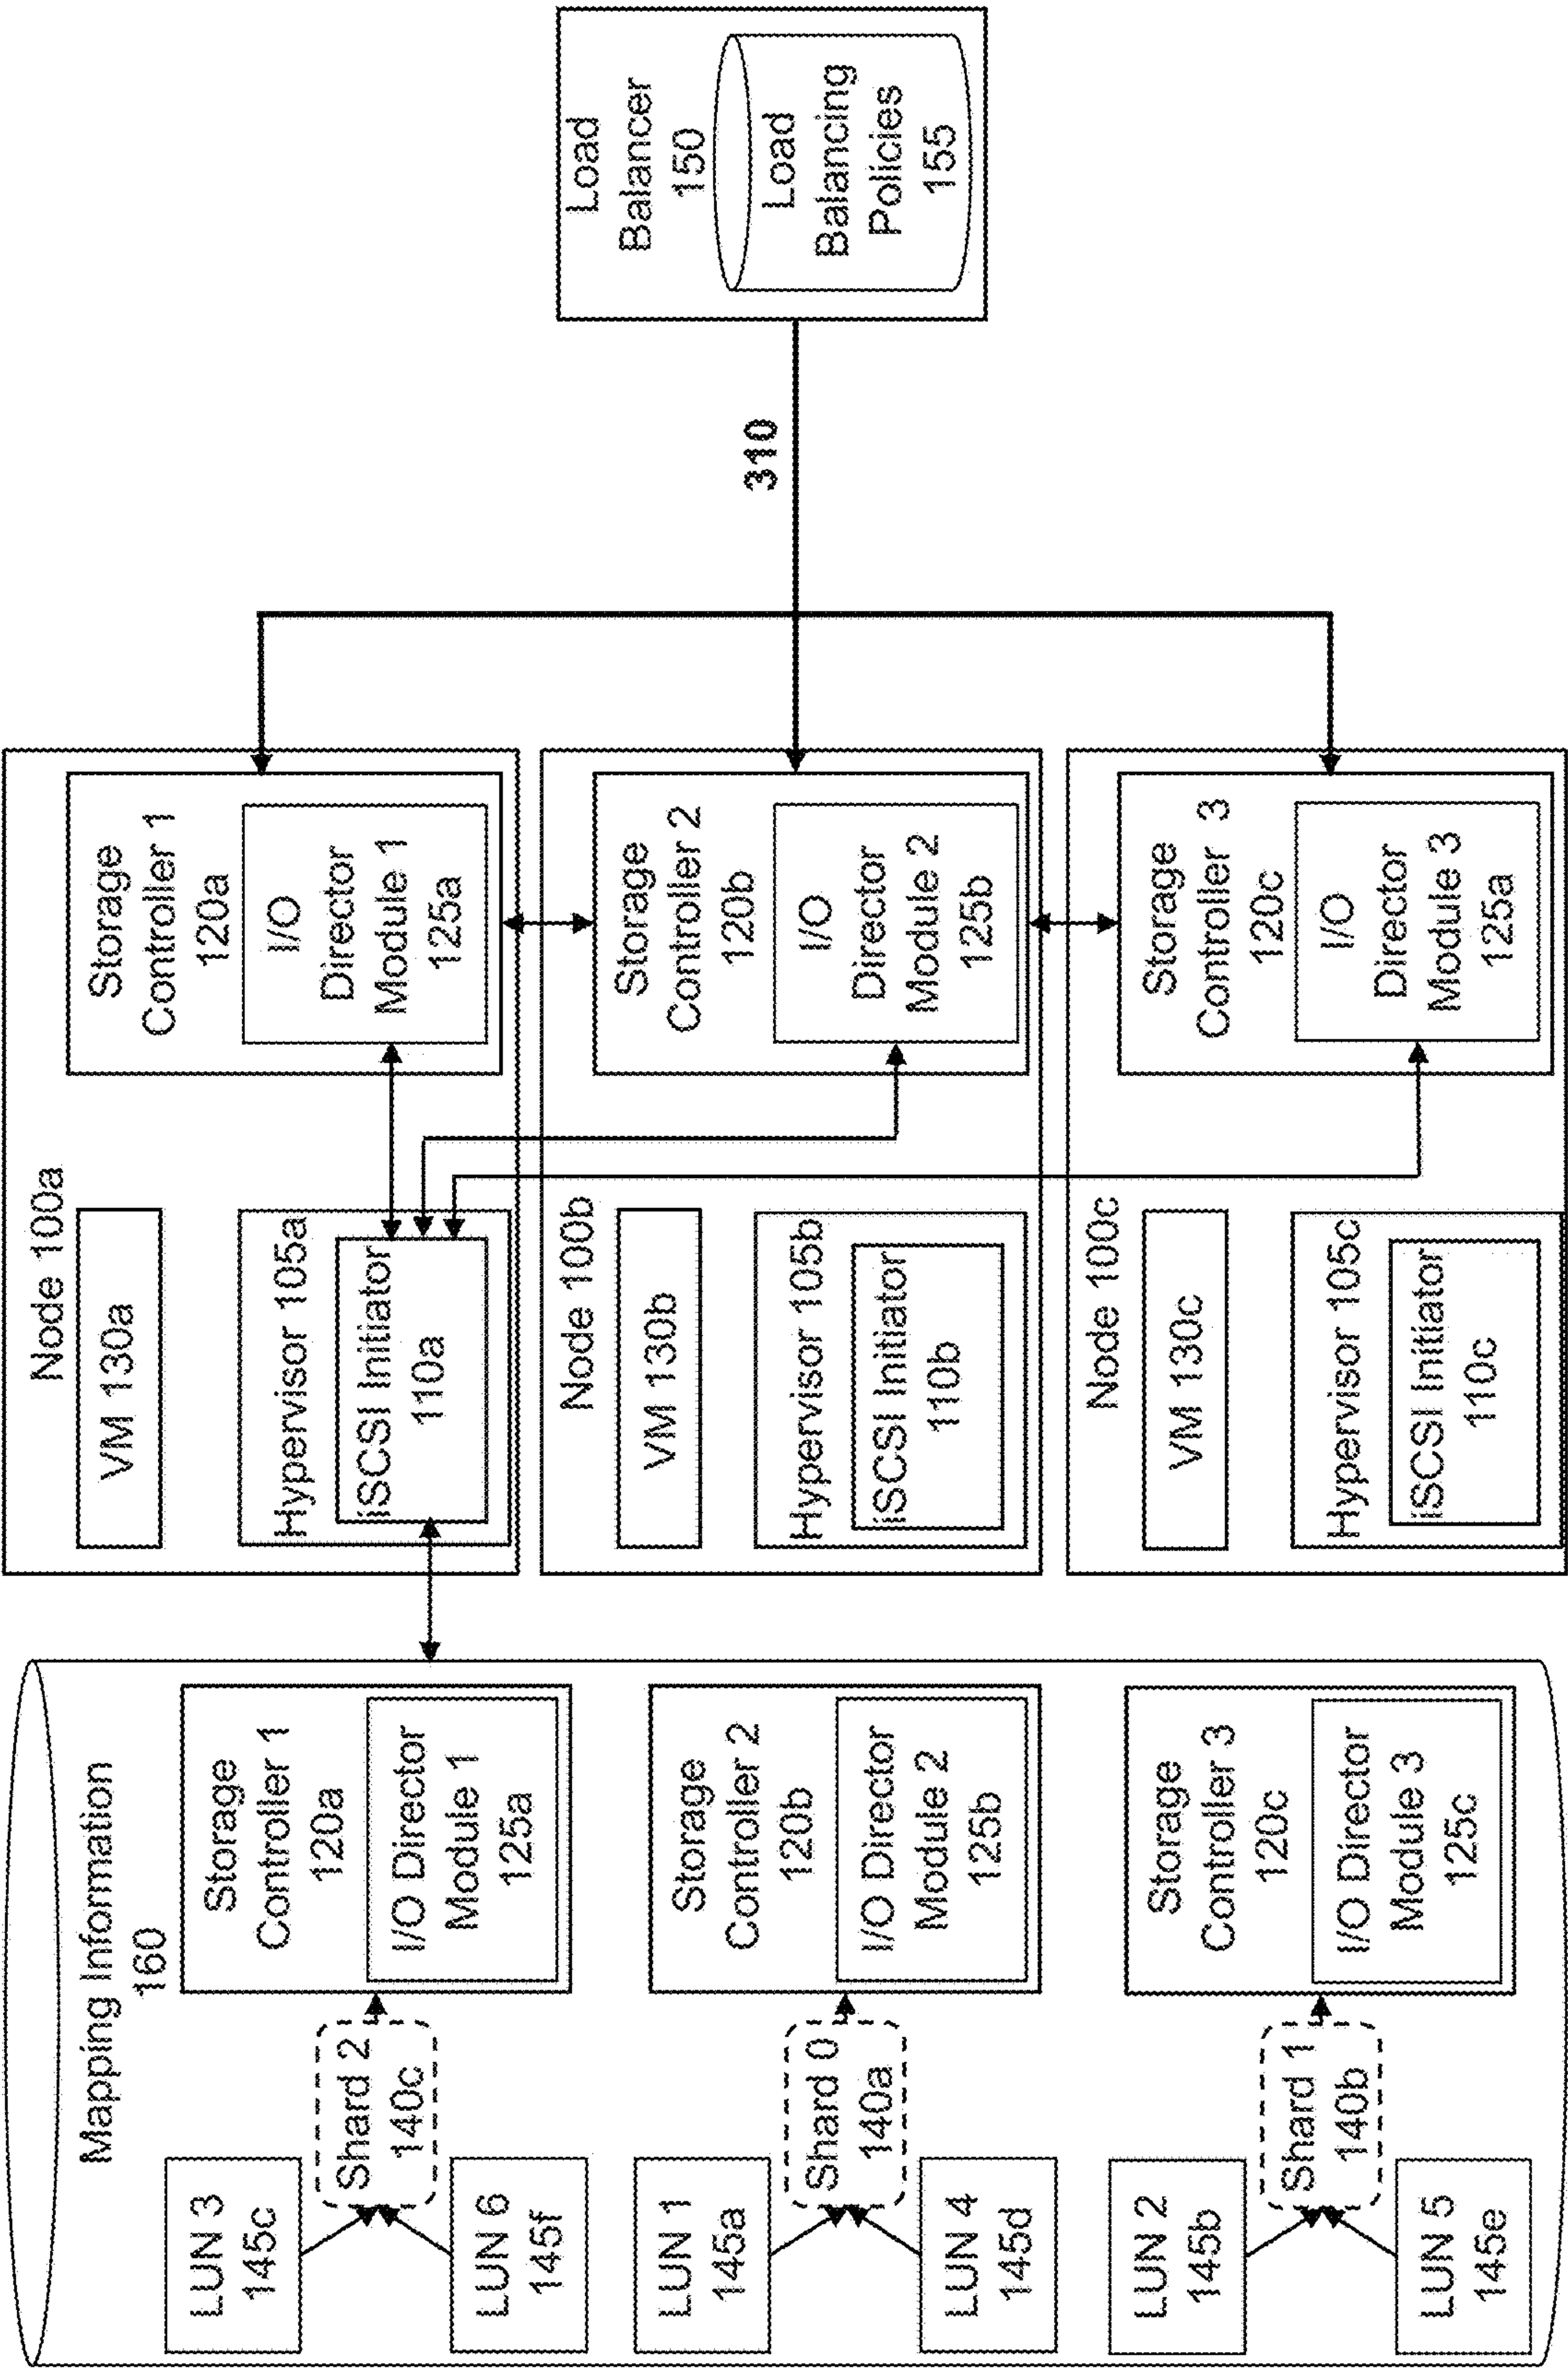 Mapping Information
160
LUN 3
145c
LUN 6
145f
Shard 2
140c
Storage
Controller 1
120a
I/O Director
Module 1
125a
LUN 1
145a
LUN 4
145d
Shard 0
140a
Storage
Controller 2
120b
I/O Director
Module 2
125b
LUN 2
145b
LUN 5
145e
Shard 1
140b
Storage
Controller 3
120c
I/O Director
Module 3
125c
Node 100a
VM 130a
Hypervisor 105a
iSCSI Initiator
110a
Storage
Controller 1
120a
I/O
Director
Module 1
125a
Node 100b
VM 130b
Hypervisor 105b
iSCSI Initiator
110b
Storage
Controller 2
120b
I/O
Director
Module 2
125b
Node 100c
VM 130c
Hypervisor 105c
iSCSI Initiator
110c
Storage
Controller 3
120c
I/O
Director
Module 3
125a
310
Load
Balancer
150
Load
Balancing
Policies
155